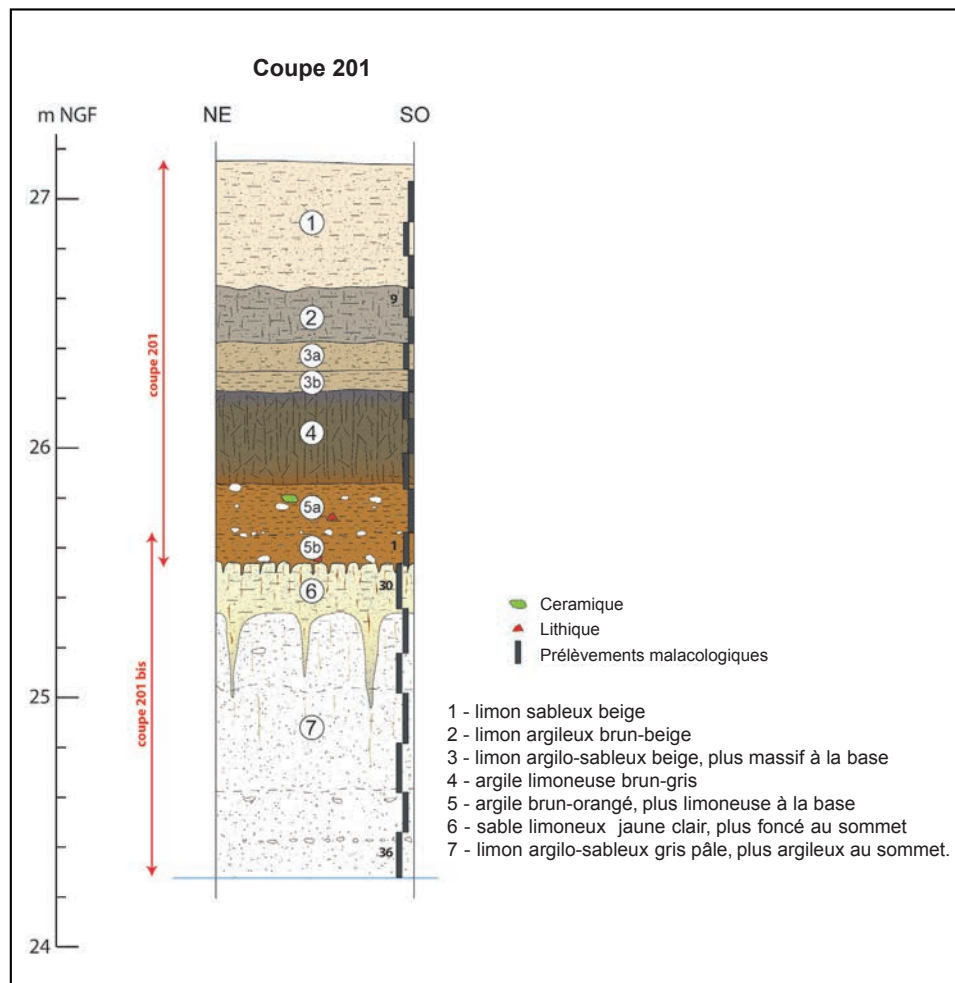 Coupe 201
m NGF
NE
SO
27
1
9
2
3a
3b
coupe 201
26
4
5a
5b
1
6
30
Ceramique
Lithique
Prélèvements malacologiques
25
coupe 201 bis
7
1 - limon sableux beige
2 - limon argileux brun-beige
3 - limon argilo-sableux beige, plus massif à la base
4 - argile limoneuse brun-gris
5 - argile brun-orangé, plus limoneuse à la base
6 - sable limoneux jaune clair, plus foncé au sommet
7 - limon argilo-sableux gris pâle, plus argileux au sommet.
36
24